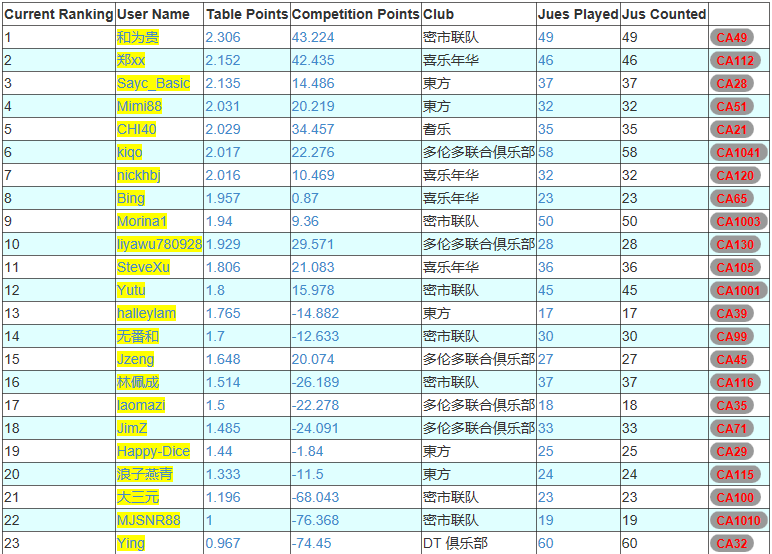 Current Ranking User Name Table Points Competition Points Club Jues Played Jus Counted
1 和为贵 2.306 43.224 密市联队 49 49 CA49
2 郑xx 2.152 42.435 喜乐年华 46 46 CA112
3 Sayc_Basic 2.135 14.486 東方 37 37 CA28
4 Mimi88 2.031 20.219 東方 32 32 CA51
5 CHI40 2.029 34.457 耆乐 35 35 CA21
6 kiqo 2.017 22.276 多伦多联合俱乐部 58 58 CA1041
7 nickhbj 2.016 10.469 喜乐年华 32 32 CA120
8 Bing 1.957 0.87 喜乐年华 23 23 CA65
9 Morina1 1.94 9.36 密市联队 50 50 CA1003
10 liyawu780928 1.929 29.571 多伦多联合俱乐部 28 28 CA130
11 SteveXu 1.806 21.083 喜乐年华 36 36 CA105
12 Yutu 1.8 15.978 密市联队 45 45 CA1001
13 halleylam 1.765 -14.882 東方 17 17 CA39
14 无番和 1.7 -12.633 密市联队 30 30 CA99
15 Jzeng 1.648 20.074 多伦多联合俱乐部 27 27 CA45
16 林佩成 1.514 -26.189 密市联队 37 37 CA116
17 laomazi 1.5 -22.278 多伦多联合俱乐部 18 18 CA35
18 JimZ 1.485 -24.091 多伦多联合俱乐部 33 33 CA71
19 Happy-Dice 1.44 -1.84 東方 25 25 CA29
20 浪子燕青 1.333 -11.5 東方 24 24 CA115
21 大三元 1.196 -68.043 密市联队 23 23 CA100
22 MJSNR88 1 -76.368 密市联队 19 19 CA1010
23 Ying 0.967 -74.45 DT 俱乐部 60 60 CA32